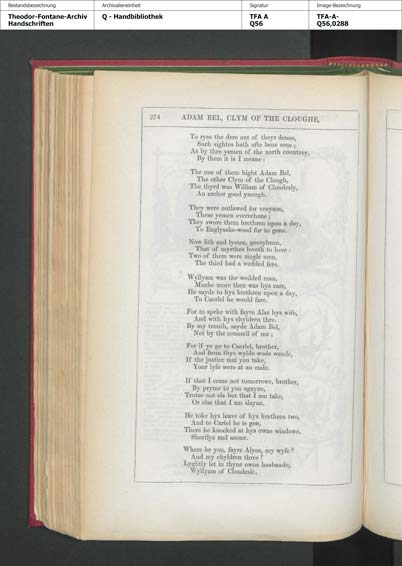 Bestandsbezeichnung
Archivalieneinheit
Signatur
Image-Bezeichnung
Theodor-Fontane-Archiv
Handschriften
Q - Handbibliothek
TFA A
Q56
TFA-A-
Q56,0288
274 ADAM BEL, CLYM OF THE CLOUGHE,
To ryse the dere out of theyr denne,
Such sightes hath ofte bene sene;
As by thre yemen of the north countrey,
By them it is I meane:
The one of them hight Adam Bel,
The other Clym of the Clough,
The thyrd was William of Cloudesly,
An archer good ynough.
They were outlawed for venyson,
These yemen everechone;
They swore them brethren upon a day,
To Englysshe-wood for to gone.
Now lith and lysten, gentylmen,
That of myrthes loveth to here:
Two of them were single men,
The third had a wedded fere.
Wyllyam was the wedded man,
Muche more then was hys care,
He sayde to hys brethren upon a day,
To Carelel he would fare.
For to speke with fayre Alse hys wife,
And with hys chyldren thre.
By my trouth, sayde Adam Bel,
Not by the counsell of me;
For if ye go to Caerlel, brother,
And from thys wylde wode wende,
If the justice mai you take,
Your lyfe were at an ende.
If that I come not tomorowe, brother,
By pryme to you agayne,
Truste not els but that I am take,
Or else that I am slayne.
He toke hys leave of hys brethren two,
And to Carlel he is gon,
There he knocked at hys owne windowe,
Shortlye and anone.
Where be you, fayre Alyce, my wyfe?
And my chyldren three?
Lyghtly let in thyne owne husbande,
Wyllyam of Cloudeslè.